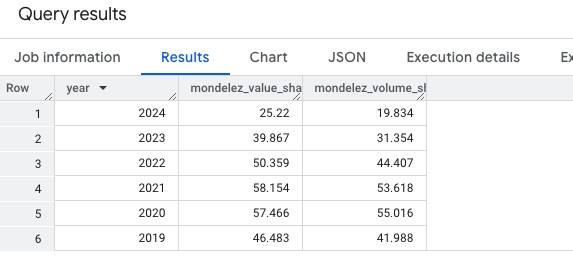 Query results
Job information Results Chart JSON Execution details Ex
Row year mondelez_value_sha mondelez_volume_sl
1 2024 25.22 19.834
2 2023 39.867 31.354
3 2022 50.359 44.407
4 2021 58.154 53.618
5 2020 57.466 55.016
6 2019 46.483 41.988